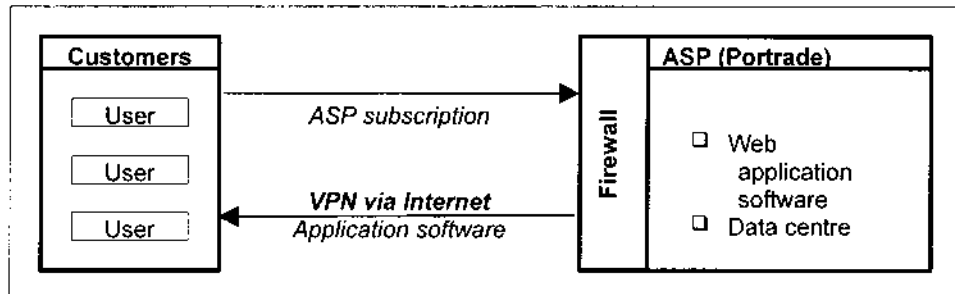 Customers
User
User
User
ASP subscription
VPN via Internet
Application software
Firewall
ASP (Portrade)
❑ Web
application
software
❑ Data centre